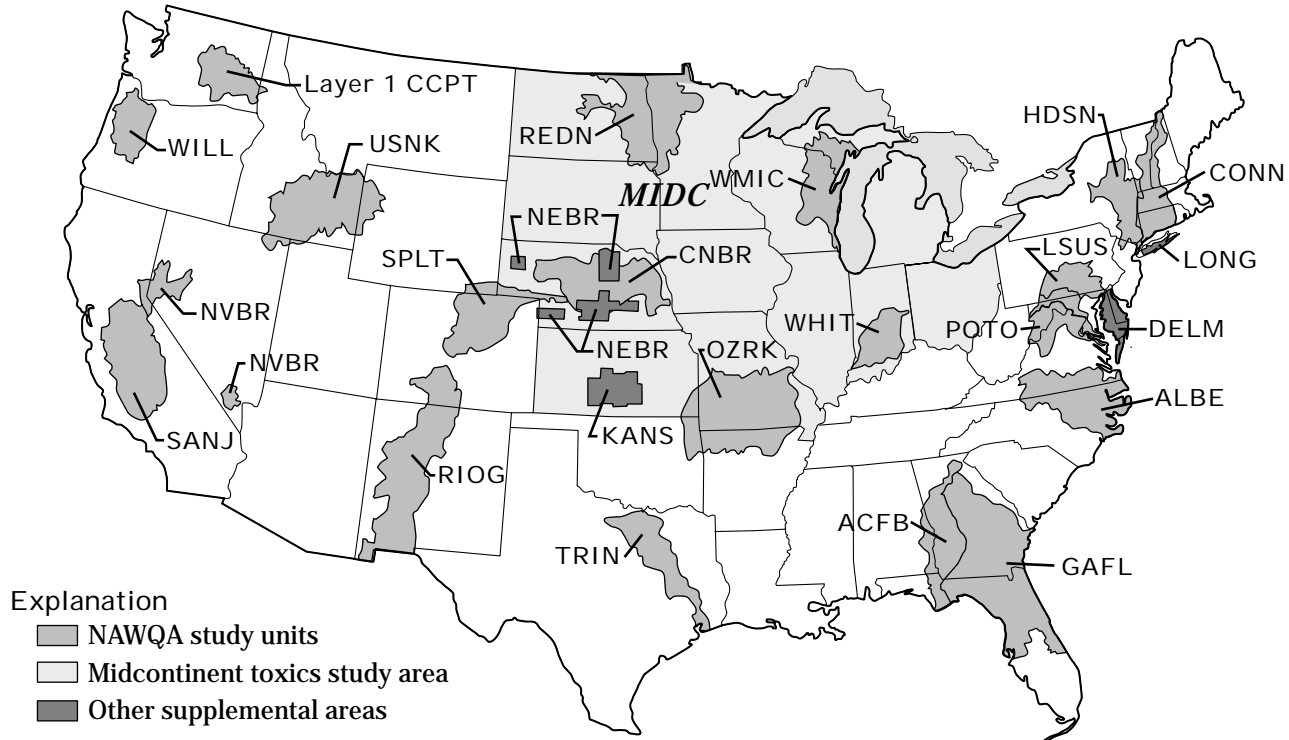 Layer 1 CCPT
HDSN
REDN
WILL
USNK
WMIC
CONN
MIDC
NEBR
LSUS
CNBR
SPLT
LONG
NVBR
WHIT
POTO
DELM
NEBR
OZRK
NVBR
ALBE
SANJ
KANS
RIOG
ACFB
TRIN
GAFL
Explanation
NAWQA study units
Midcontinent toxics study area
Other supplemental areas